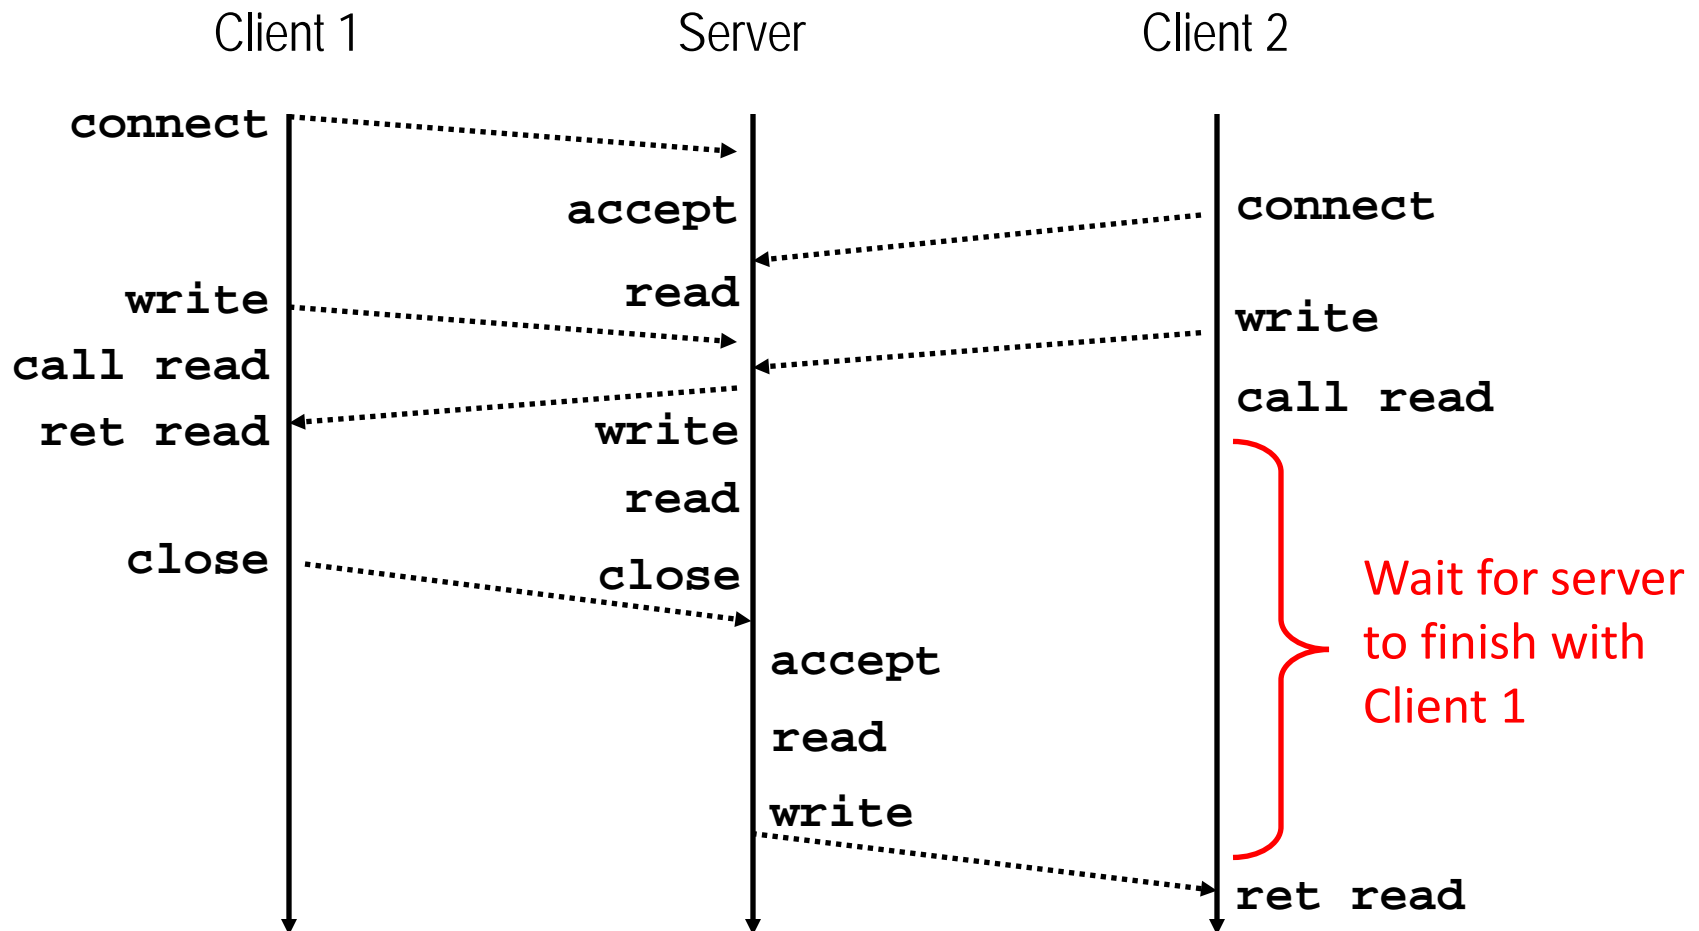 Client 1
Server
Client 2
connect
accept
connect
read
write
write
call read
call read
ret read
write
read
close
close
Wait for server
to finish with
Client 1
accept
read
write
ret read